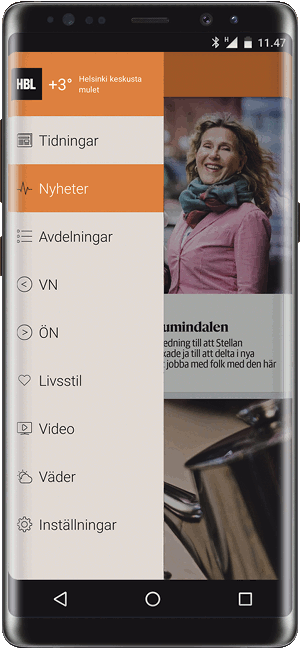 H
11.47
HBL
+3°
Helsinki keskusta
mulet
Tidningar
Nyheter
Avdelningar
VN
ÖN
Livsstil
Video
Väder
Inställningar
umindalen
edning till att Stellan
kade ja till att delta i nya
r jobba med folk med den här